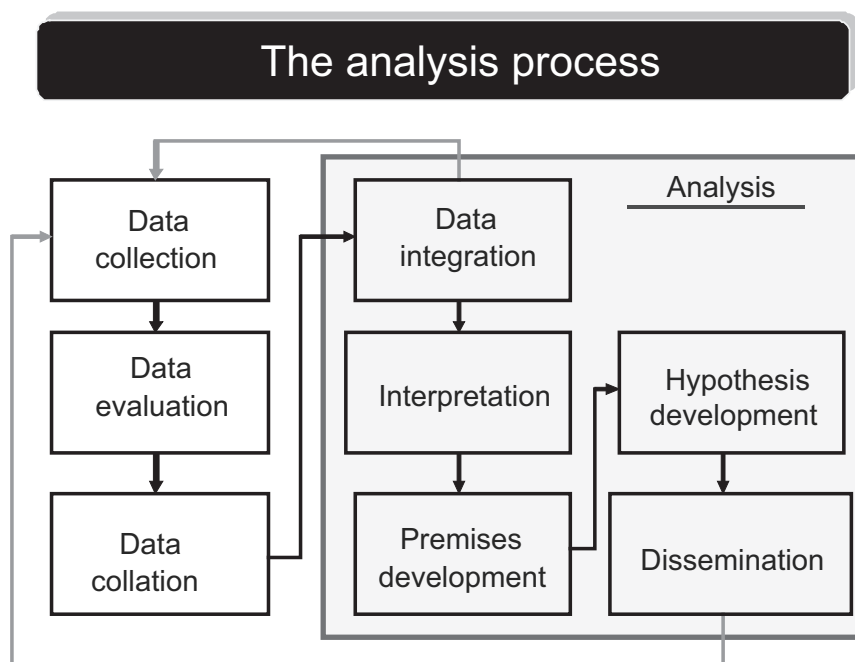 The analysis process
Data
collection
Data
evaluation
Data
collation
Analysis
Data
integration
Interpretation
Premises
development
Hypothesis
development
Dissemination